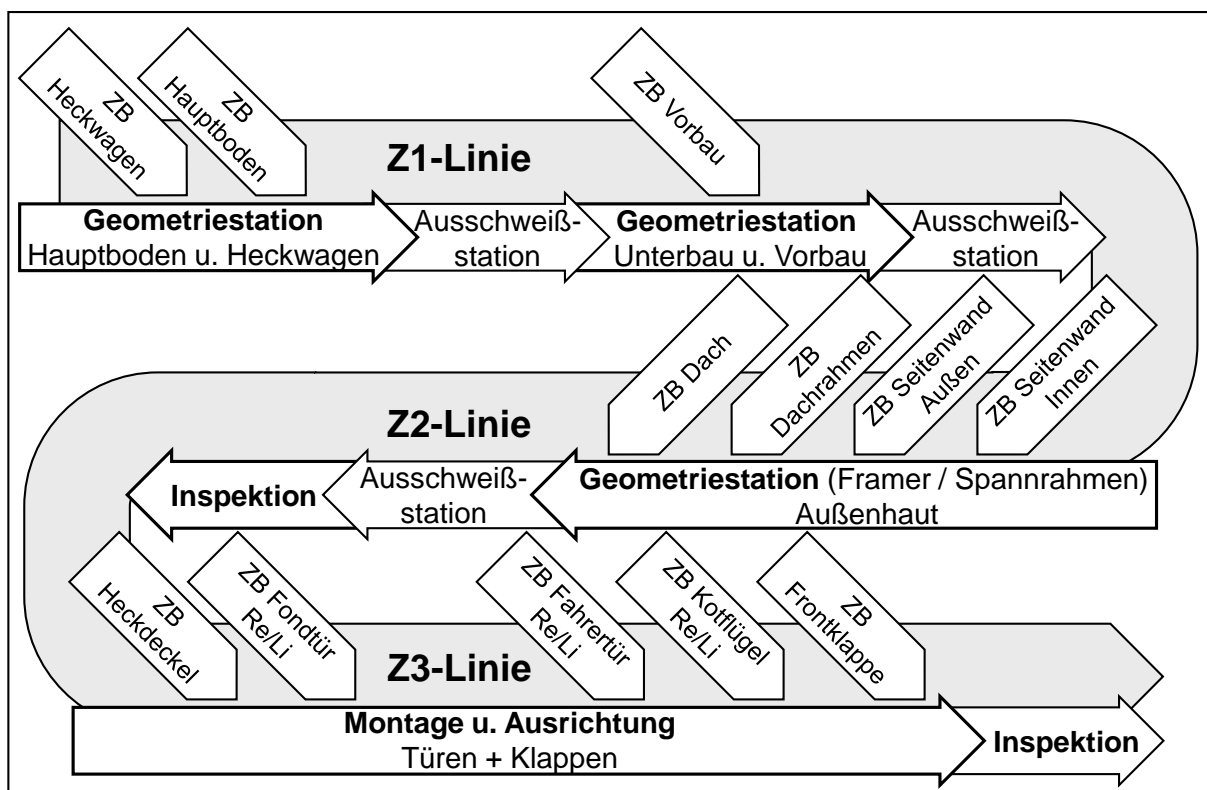 ZB
Heckwagen
ZB
Hauptboden
ZB Vorbau
Z1-Linie
Geometriestation
Hauptboden u. Heckwagen
Ausschweiß-
station
Geometriestation
Unterbau u. Vorbau
Ausschweiß-
station
ZB Dach
ZB
Dachrahmen
ZB Seitenwand
Außen
ZB Seitenwand
Innen
Z2-Linie
Inspektion
Ausschweiß-
station
Geometriestation (Framer / Spannrahmen)
Außenhaut
ZB
Heckdeckel
ZB Fondtür
Re/Li
ZB Fahrertür
Re/Li
ZB Kotflügel
Re/Li
ZB
Frontklappe
Z3-Linie
Montage u. Ausrichtung
Türen + Klappen
Inspektion